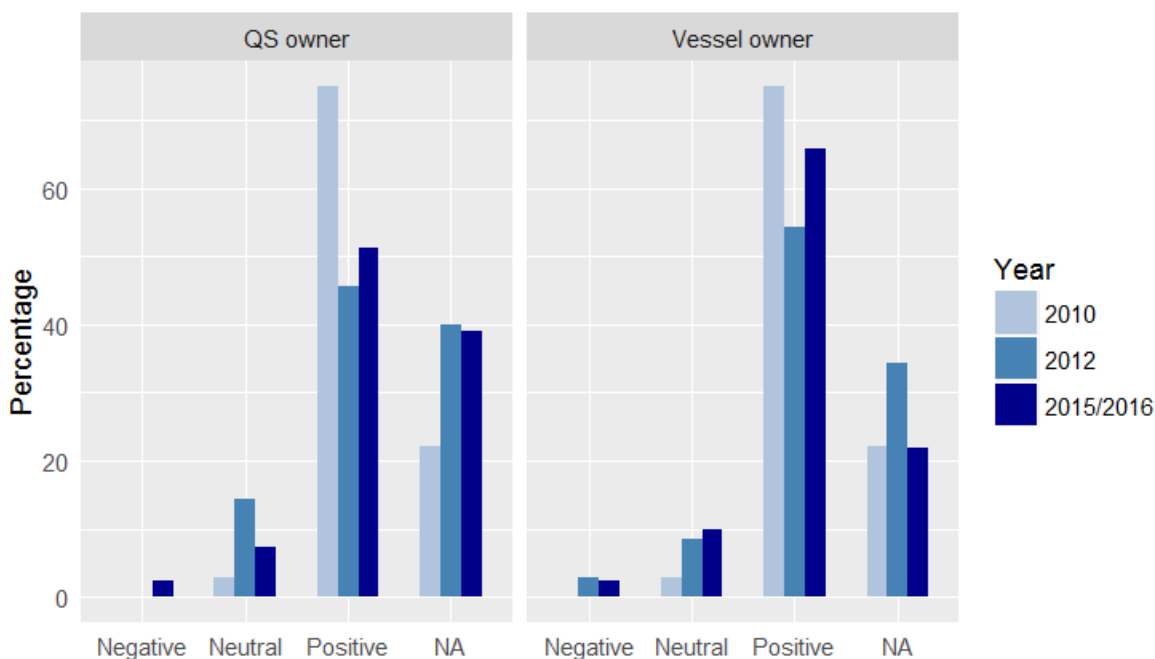 QS owner
Vessel owner
Percentage
60
40
20
0
Negative
Neutral
Positive
NA
Negative
Neutral
Positive
NA
Year
2010
2012
2015/2016